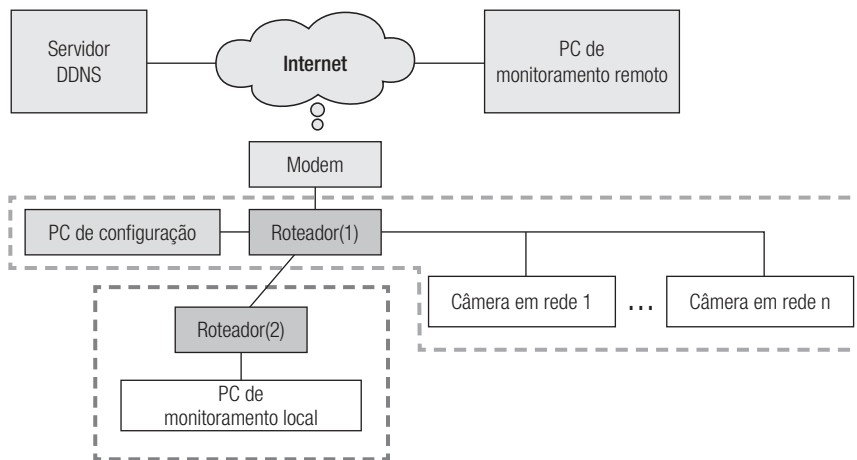 Servidor
DDNS
Internet
PC de
monitoramento remoto
Modem
PC de configuração
Roteador(1)
Câmera em rede 1
...
Câmera em rede n
Roteador(2)
PC de
monitoramento local